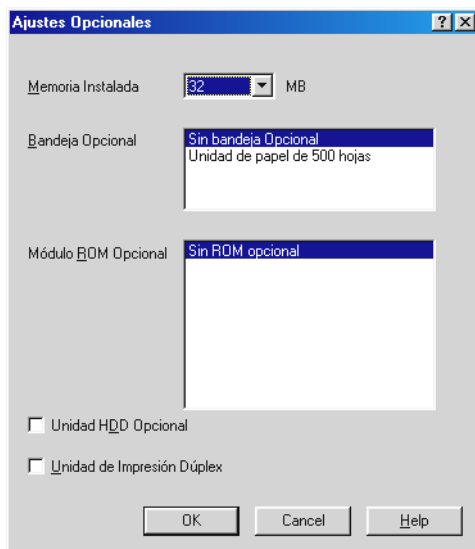 Ajustes Opcionales
Memoria Instalada 32 MB
Bandeja Opcional Sin bandeja Opcional
Unidad de papel de 500 hojas
Módulo ROM Opcional Sin ROM opcional
Unidad HDD Opcional
Unidad de Impresión Dúplex
OK Cancel Help